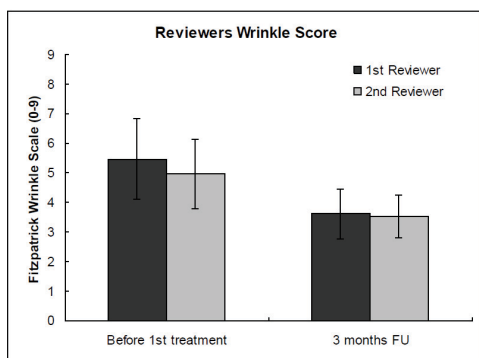 Reviewers Wrinkle Score
Fitzpatrick Wrinkle Scale (0-9)
9
8
7
6
5
4
3
2
1
0
1st Reviewer
2nd Reviewer
Before 1st treatment
3 months FU